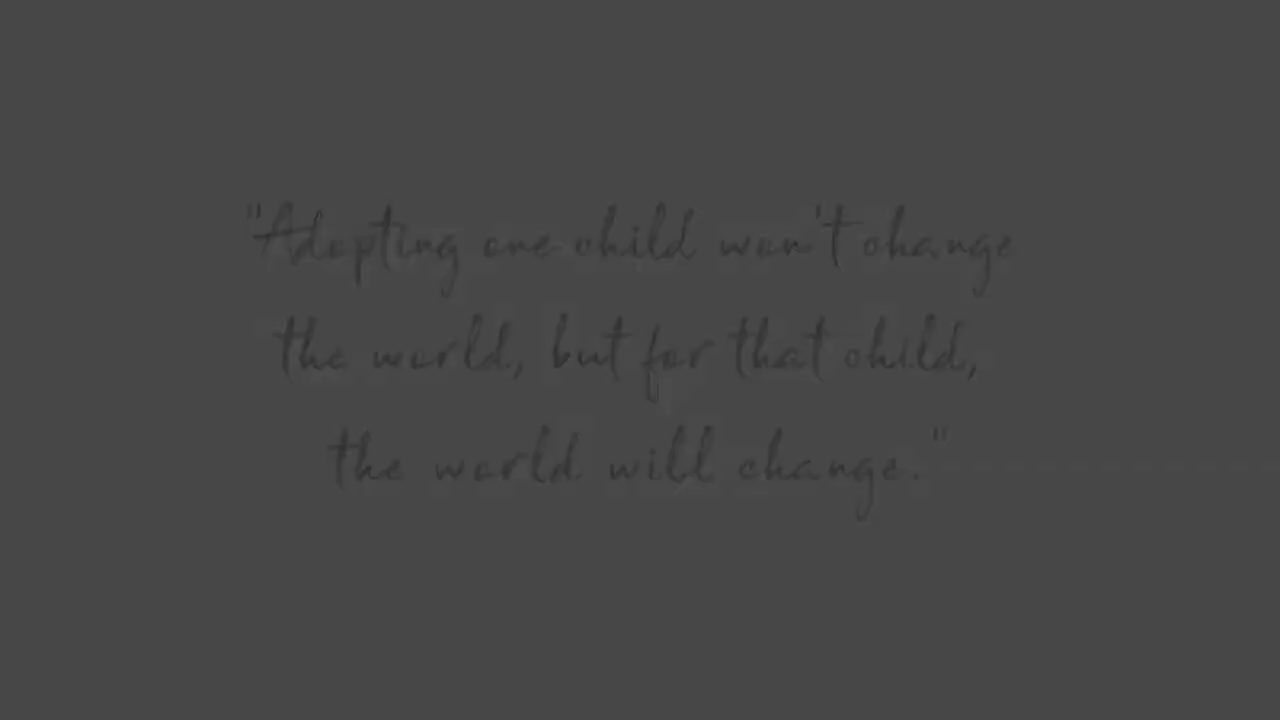 "Adopting one child won't change
the world, but for that child,
the world will change."